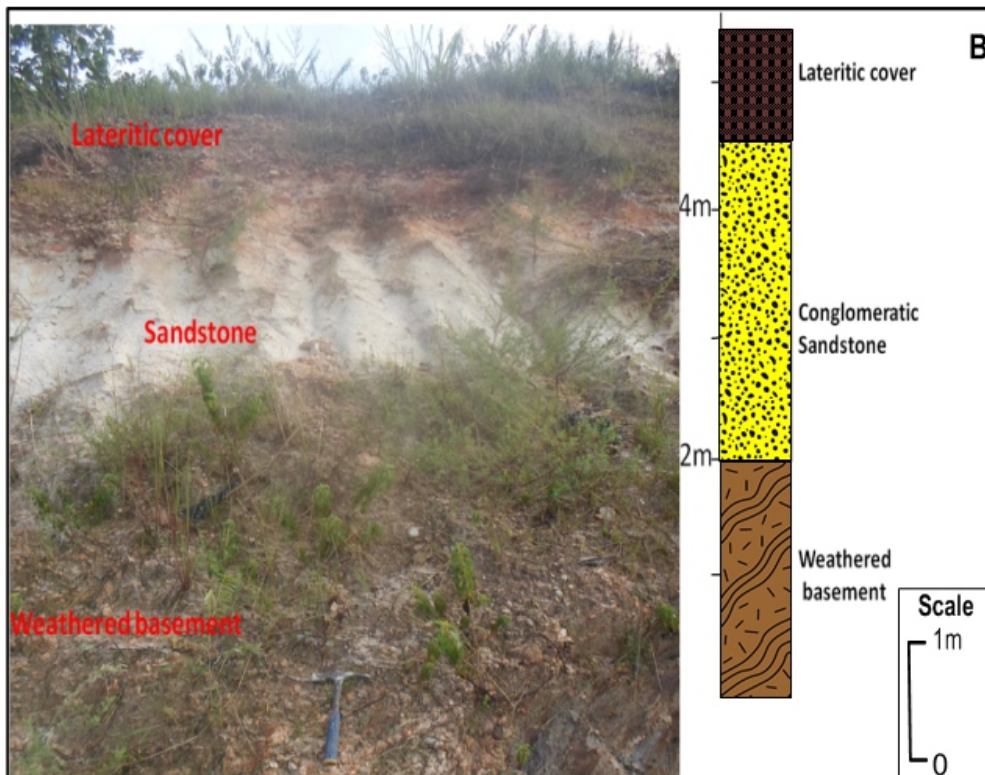 B
Lateritic cover
Lateritic cover
4m
Sandstone
Conglomeratic
Sandstone
2m
Weathered
basement
Weathered basement
Scale
1m
0